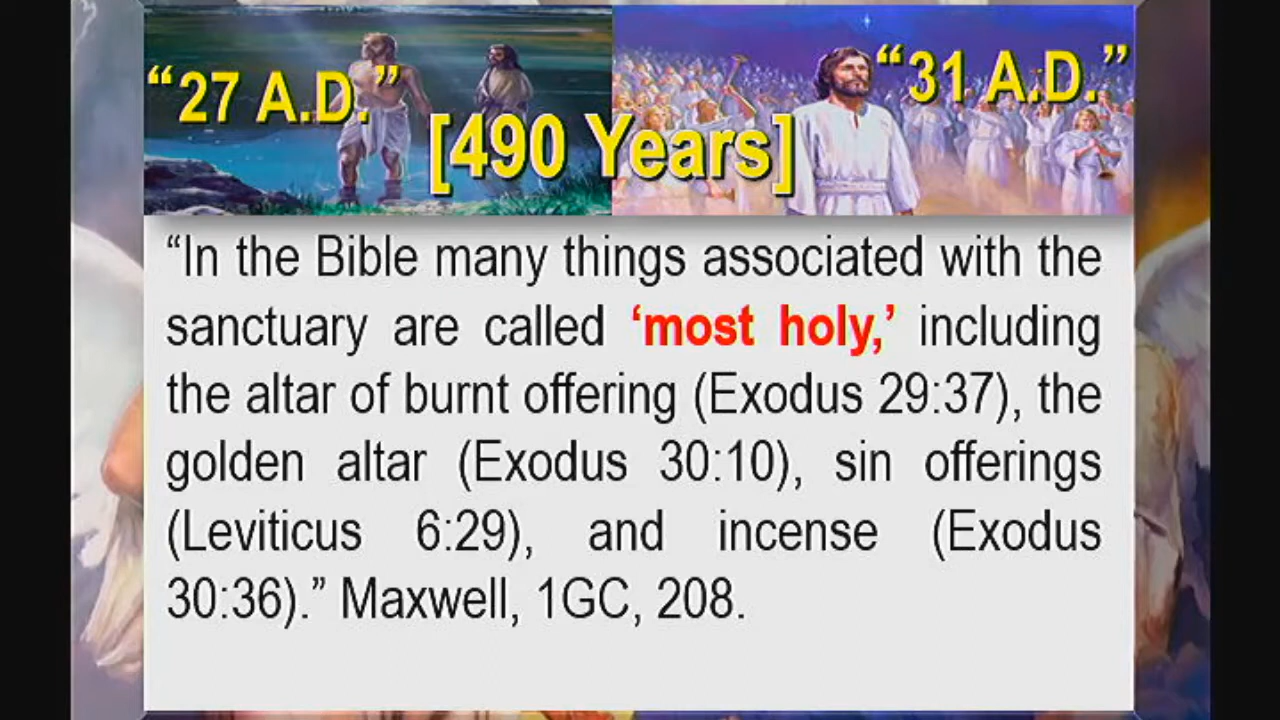 “27 A.D.”
“31 A.D.”
[490 Years]
“In the Bible many things associated with the
sanctuary are called ‘most holy,’ including
the altar of burnt offering (Exodus 29:37), the
golden altar (Exodus 30:10), sin offerings
(Leviticus 6:29), and incense (Exodus
30:36).” Maxwell, 1GC, 208.